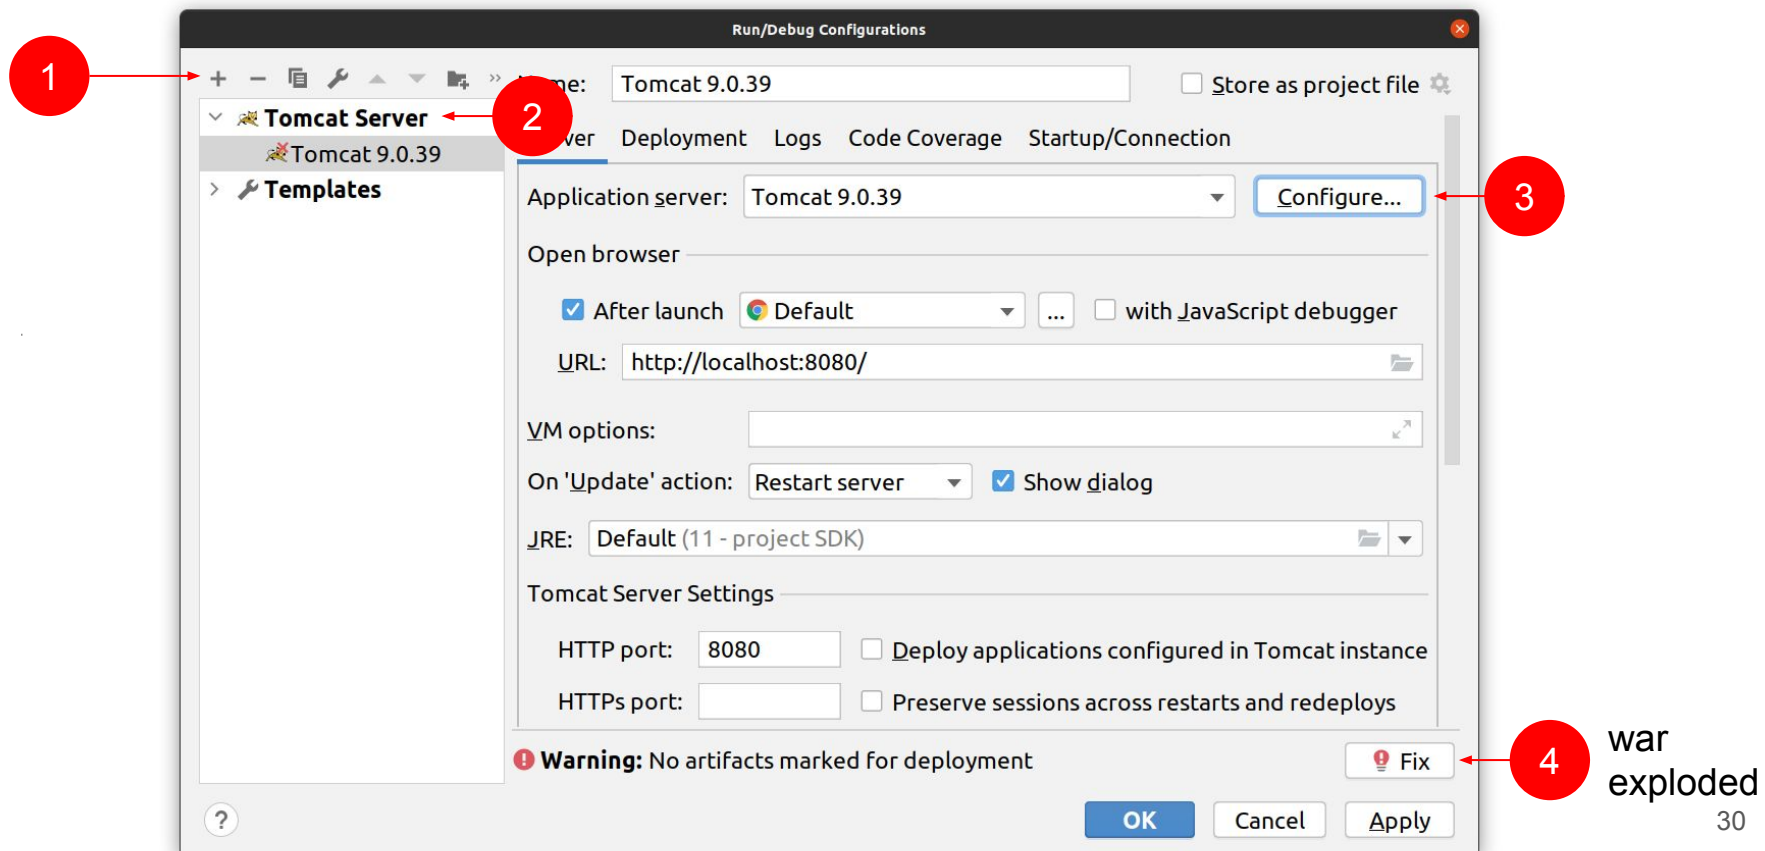 Run/Debug Configurations
1
me:
Tomcat 9.0.39
Store as project file
Tomcat Server
2
Tomcat 9.0.39
Templates
ver
Deployment
Logs
Code Coverage
Startup/Connection
Application server:
Tomcat 9.0.39
Configure...
3
Open browser
After launch
Default
...
with JavaScript debugger
URL:
http://localhost:8080/
VM options:
On 'Update' action:
Restart server
Show dialog
JRE:
Default (11 - project SDK)
Tomcat Server Settings
HTTP port:
8080
Deploy applications configured in Tomcat instance
HTTPs port:
Preserve sessions across restarts and redeploys
Warning: No artifacts marked for deployment
Fix
4
war
exploded
?
OK
Cancel
Apply
30